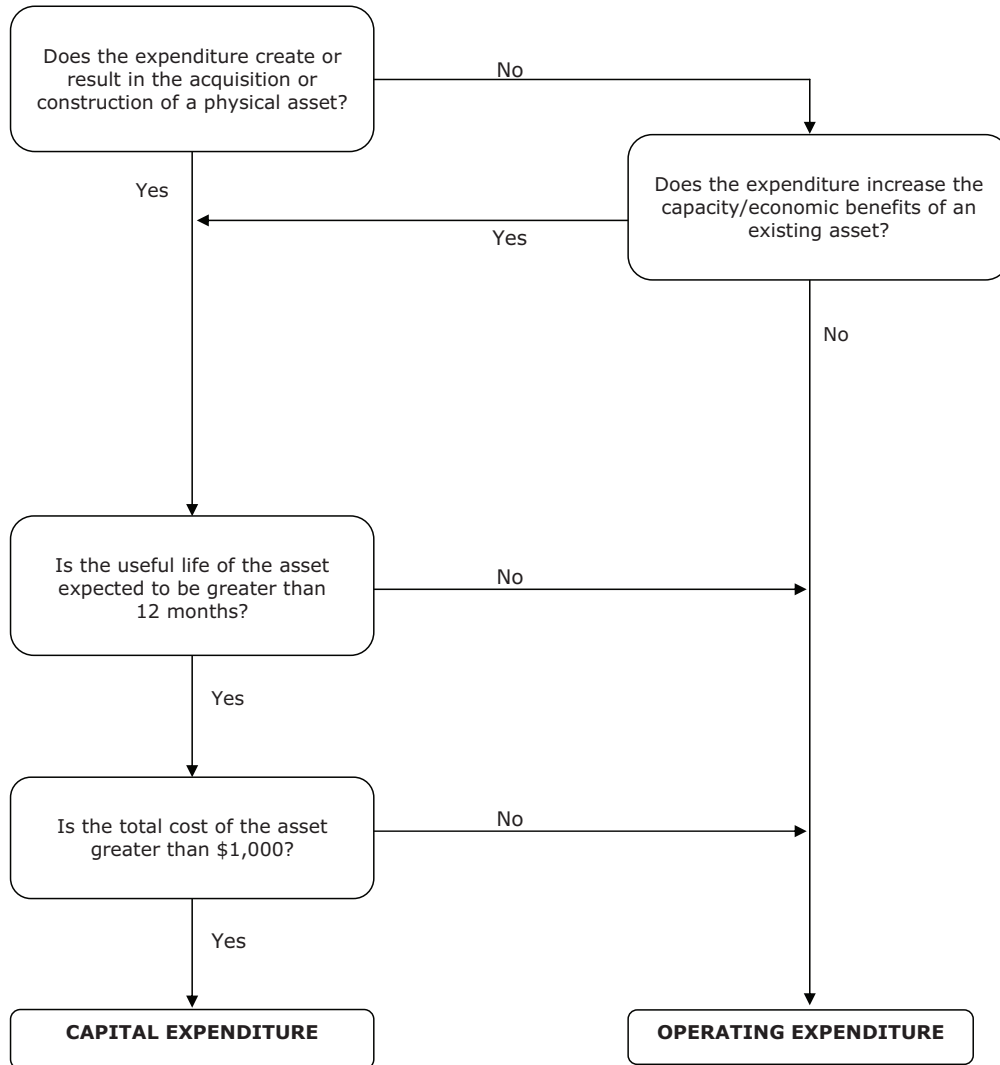 Does the expenditure create or
result in the acquisition or
construction of a physical asset?
No
Yes
Does the expenditure increase the
capacity/economic benefits of an
existing asset?
Yes
No
Is the useful life of the asset
expected to be greater than
12 months?
No
Yes
Is the total cost of the asset
greater than $1,000?
No
Yes
CAPITAL EXPENDITURE
OPERATING EXPENDITURE